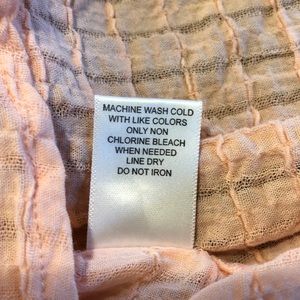 MACHINE WASH COLD
WITH LIKE COLORS
ONLY NON
CHLORINE BLEACH
WHEN NEEDED
LINE DRY
DO NOT IRON